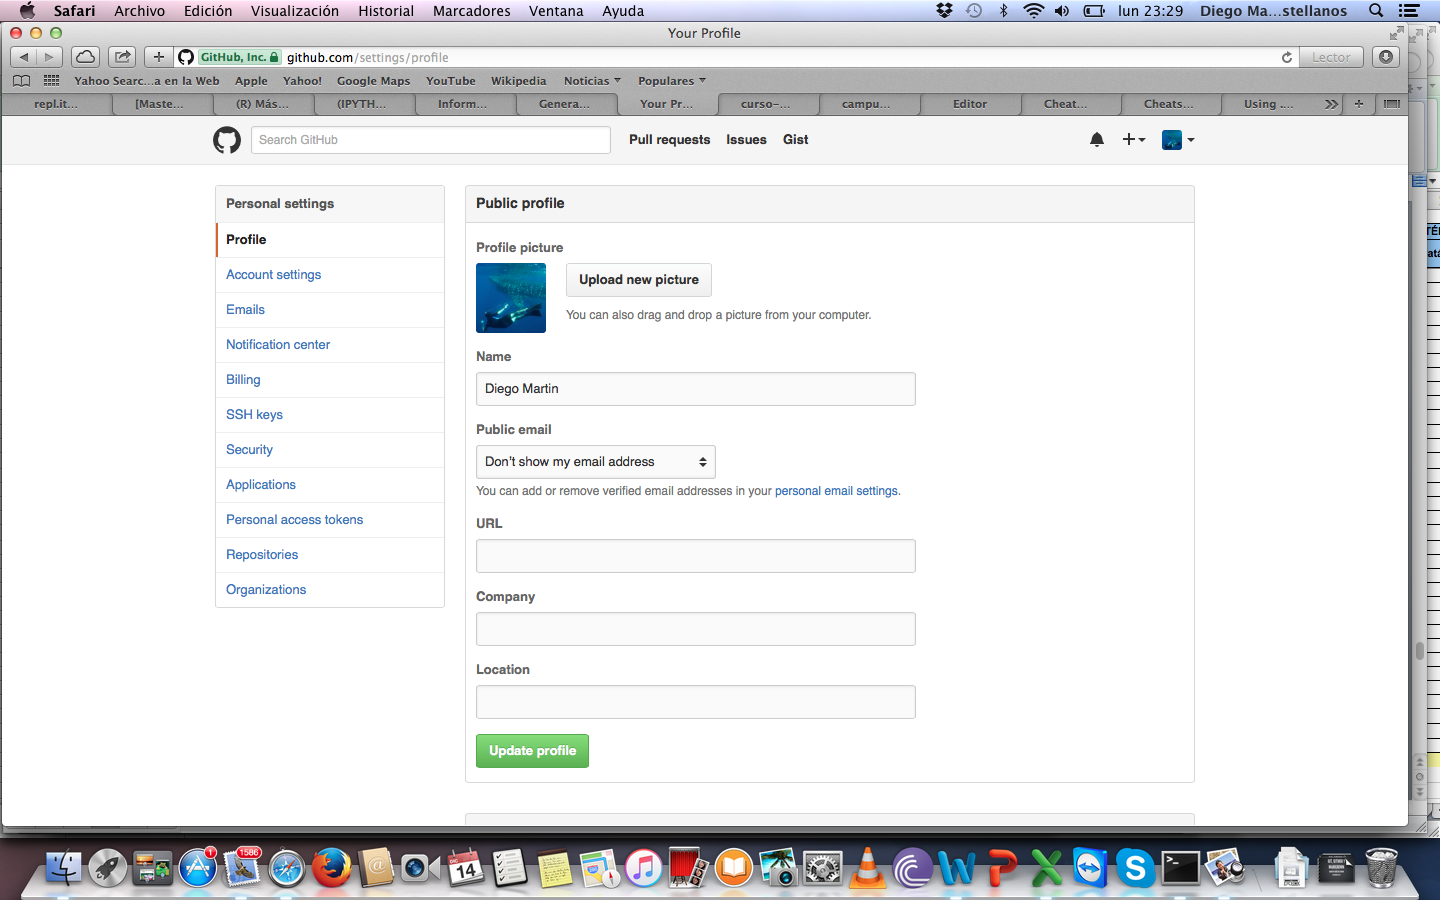 Safari Archivo Edición Visualización Historial Marcadores Ventana Ayuda lun 23:29 Diego Ma...stellanos
Your Profile
GitHub, Inc. github.com/settings/profile Lector
Yahoo Searc...a en la Web Apple Yahoo! Google Maps YouTube Wikipedia Noticias Populares
repl.it... [Maste... (R) Más... (IPYTH... Inform... Genera... Your Pr... curso-... campu... Editor Cheat... Cheats... Using ....
Search GitHub Pull requests Issues Gist
Personal settings
Profile
Account settings
Emails
Notification center
Billing
SSH keys
Security
Applications
Personal access tokens
Repositories
Organizations
Public profile
Profile picture
Upload new picture
You can also drag and drop a picture from your computer.
Name
Diego Martin
Public email
Don't show my email address
You can add or remove verified email addresses in your personal email settings.
URL
Company
Location
Update profile
1
1586
DIC
14